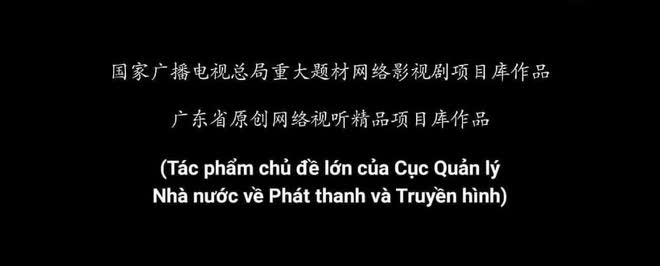 国家广播电视总局重大题材网络影视剧项目库作品
广东省原创网络视听精品项目库作品
(Tác phẩm chủ đề lớn của Cục Quản lý
Nhà nước về Phát thanh và Truyền hình)